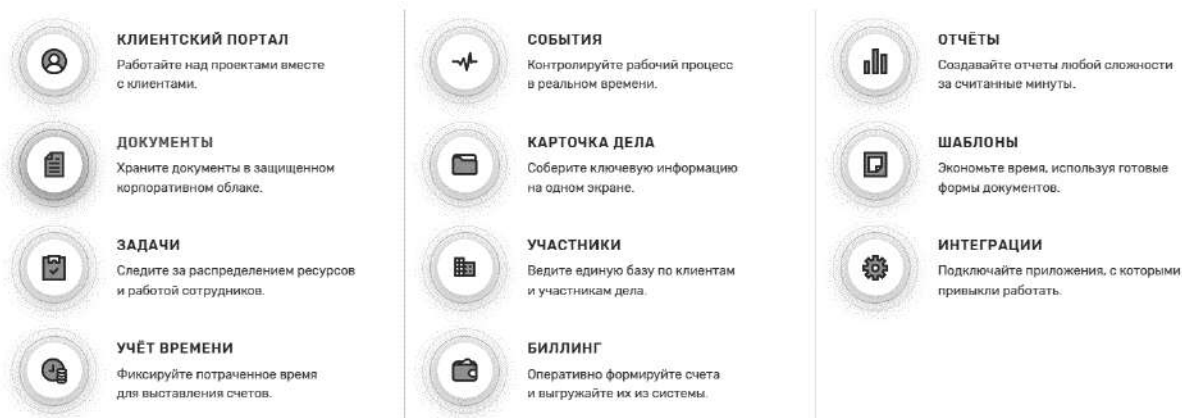 КЛИЕНТСКИЙ ПОРТАЛ
Работайте над проектами вместе
с клиентами.
ДОКУМЕНТЫ
Храните документы в защищенном
корпоративном облаке.
ЗАДАЧИ
Следите за распределением ресурсов
и работой сотрудников.
УЧЁТ ВРЕМЕНИ
Фиксируйте потраченное время
для выставления счетов.
СОБЫТИЯ
Контролируйте рабочий процесс
в реальном времени.
КАРТОЧКА ДЕЛА
Соберите ключевую информацию
на одном экране.
УЧАСТНИКИ
Ведите единую базу по клиентам
и участникам дела.
БИЛЛИНГ
Оперативно формируйте счета
и выгружайте их из системы.
ОТЧЁТЫ
Создавайте отчеты любой сложности
за считанные минуты.
ШАБЛОНЫ
Экономьте время, используя готовые
формы документов.
ИНТЕГРАЦИИ
Подключайте приложения, с которыми
привыкли работать.